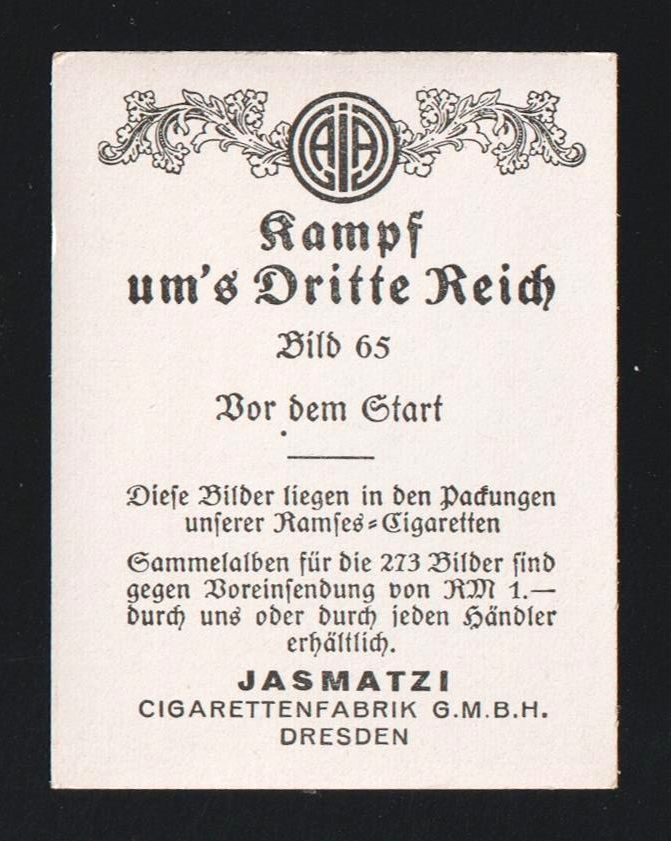 AIA
Kampf
um's Dritte Reich
Bild 65
Vor dem Start
Diese Bilder liegen in den Packungen
unserer Ramses-Cigaretten
Sammelalben für die 273 Bilder sind
gegen Voreinsendung von RM 1.—
durch uns oder durch jeden Händler
erhältlich.
JASMATZI
CIGARETTENFABRIK G.M.B.H.
DRESDEN